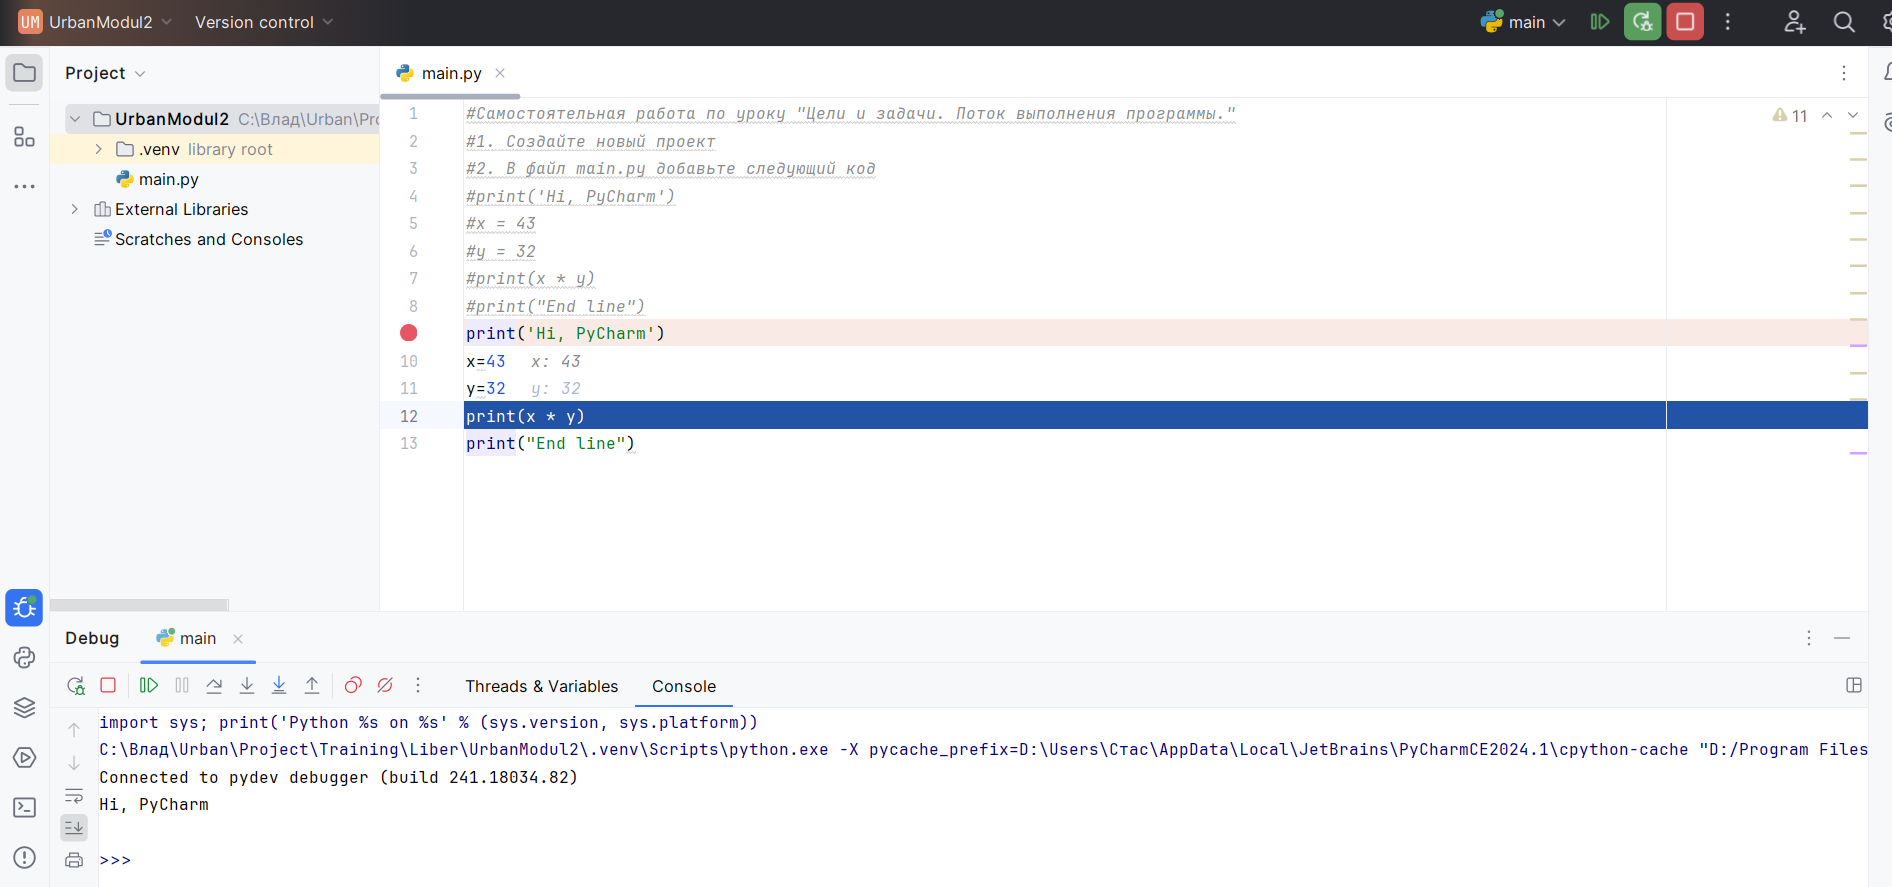 UM UrbanModul2 Version control main
Project
main.py
UrbanModul2 C:\Влад\Urban\Pro
.venv library root
main.py
External Libraries
Scratches and Consoles
11
1 #Самостоятельная работа по уроку "Цели и задачи. Поток выполнения программы."
2 #1. Создайте новый проект
3 #2. В файл main.py добавьте следующий код
4 #print('Hi, PyCharm')
5 #x = 43
6 #y = 32
7 #print(x * y)
8 #print("End line")
print('Hi, PyCharm')
10 x=43 x: 43
11 y=32 y: 32
12 print(x * y)
13 print("End line")
Debug main
Threads & Variables Console
import sys; print('Python %s on %s' % (sys.version, sys.platform))
C:\Влад\Urban\Project\Training\Liber\UrbanModul2\.venv\Scripts\python.exe -X pycache_prefix=D:\Users\Стас\AppData\Local\JetBrains\PyCharmCE2024.1\cpython-cache "D:/Program Files
Connected to pydev debugger (build 241.18034.82)
Hi, PyCharm
>>>